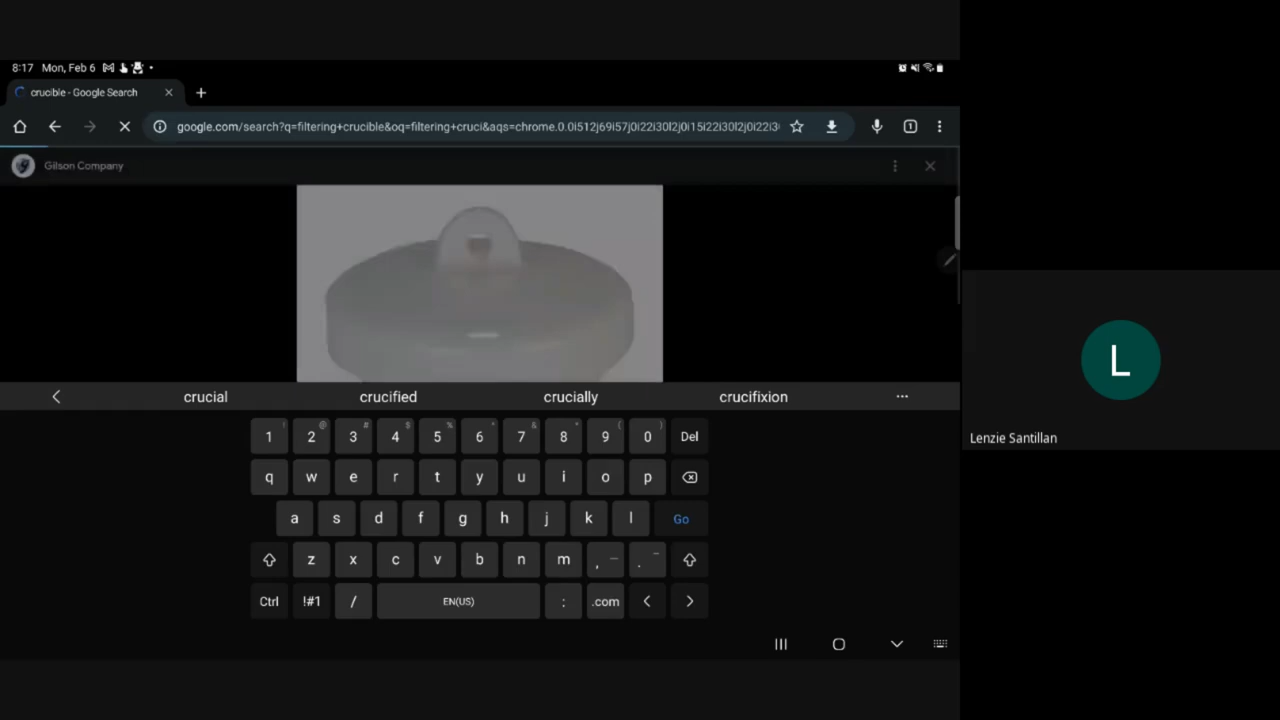 8:17 Mon, Feb 6
crucible - Google Search
google.com/search?q=filtering+crucible&oq=filtering+cruci&aqs=chrome.0.0i512j69i57j0i22i30l2j0i15i22i30l2j0i22i3
Gilson Company
crucial crucified crucially crucifixion ...
1 ! 2 @ 3 # 4 $ 5 % 6 ^ 7 & 8 * 9 ( 0 ) Del
q w e r t y u i o p
a s d f g h j k l Go
z x c v b n m , .
Ctrl !#1 / EN(US) : .com < >
L
Lenzie Santillan